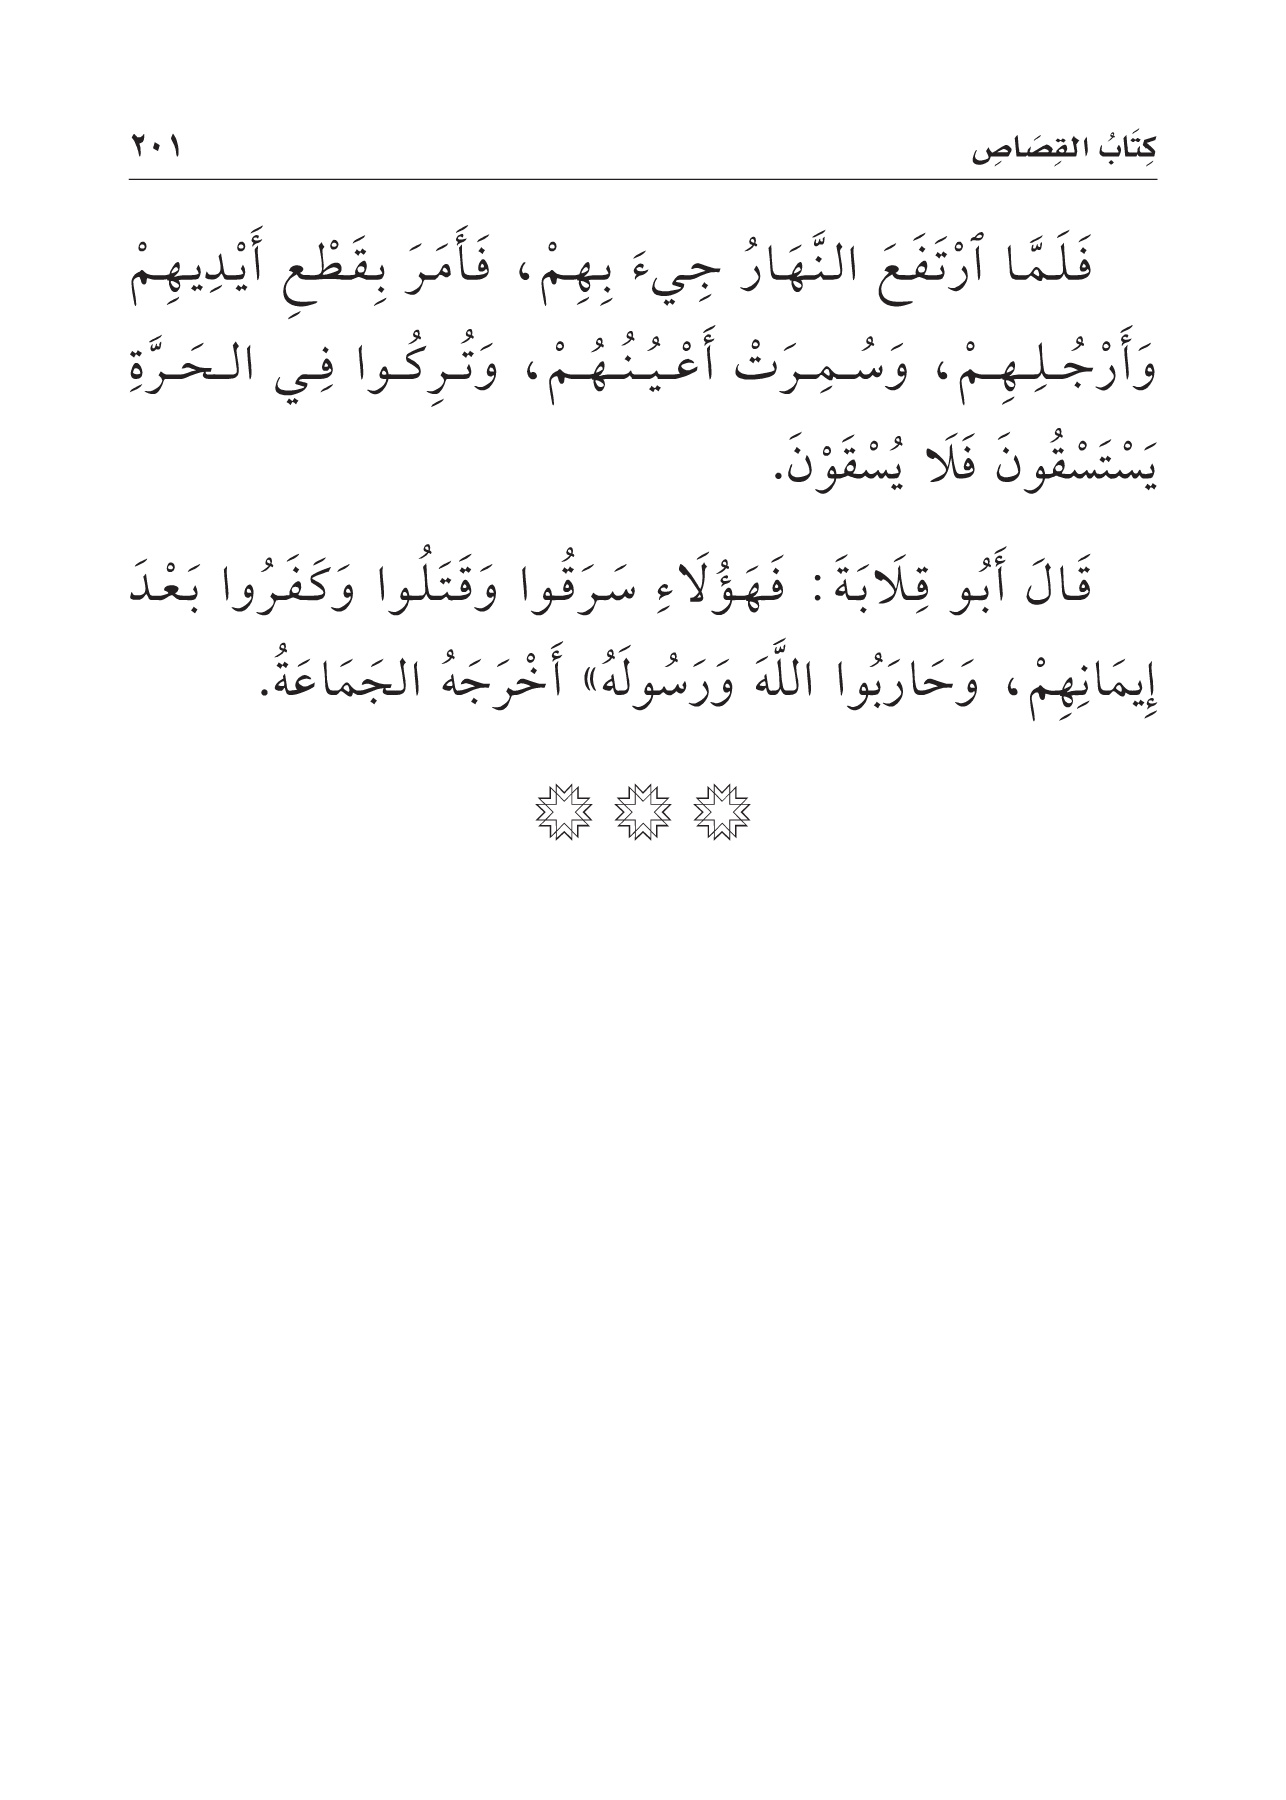 كِتَابُ القِصَاصِ ٢٠١
فَلَمَّا ٱرْتَفَعَ النَّهَارُ جِيءَ بِهِمْ، فَأَمَرَ بِقَطْعِ أَيْدِيهِمْ
وَأَرْجُلِهِمْ، وَسُمِرَتْ أَعْيُنُهُمْ، وَتُرِكُوا فِي الحَرَّةِ
يَسْتَسْقُونَ فَلَا يُسْقَوْنَ.
قَالَ أَبُو قِلَابَةَ: فَهَؤُلَاءِ سَرَقُوا وَقَتَلُوا وَكَفَرُوا بَعْدَ
إِيمَانِهِمْ، وَحَارَبُوا اللَّهَ وَرَسُولَهُ» أَخْرَجَهُ الجَمَاعَةُ.